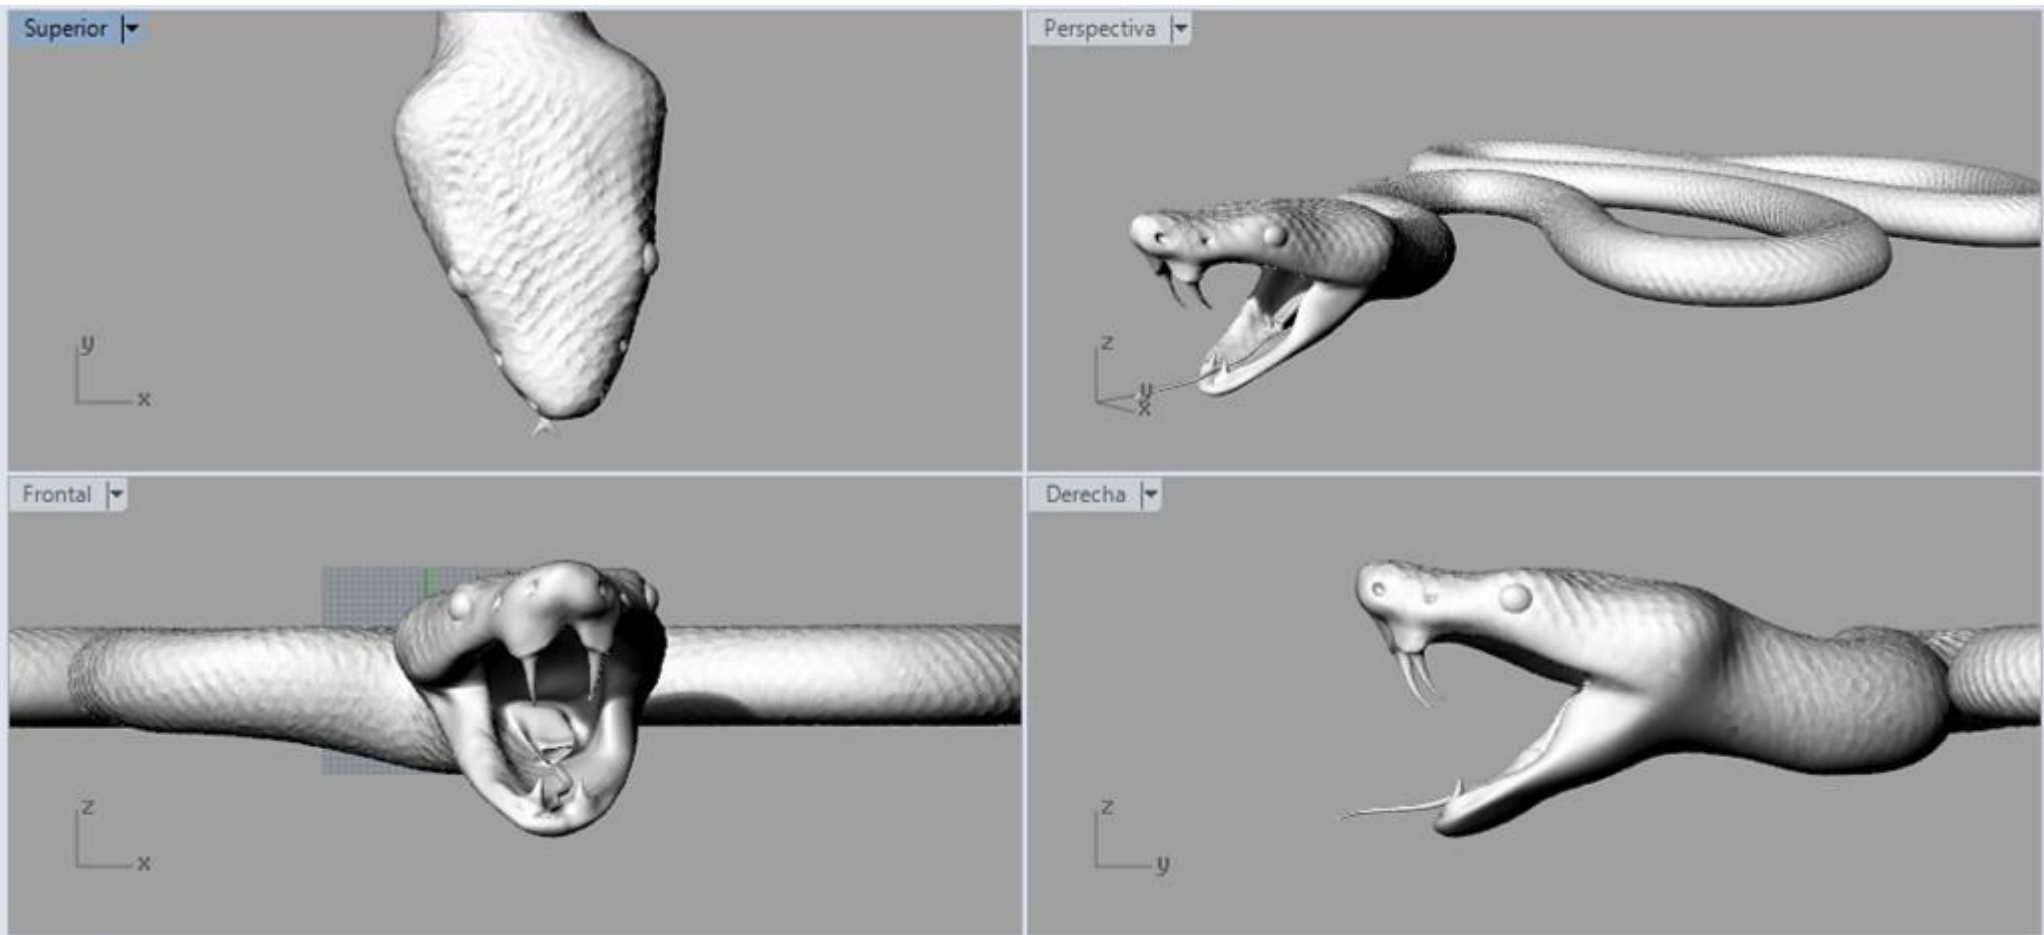 Superior
Perspectiva
y
x
z
y
x
Frontal
Derecha
z
x
z
y